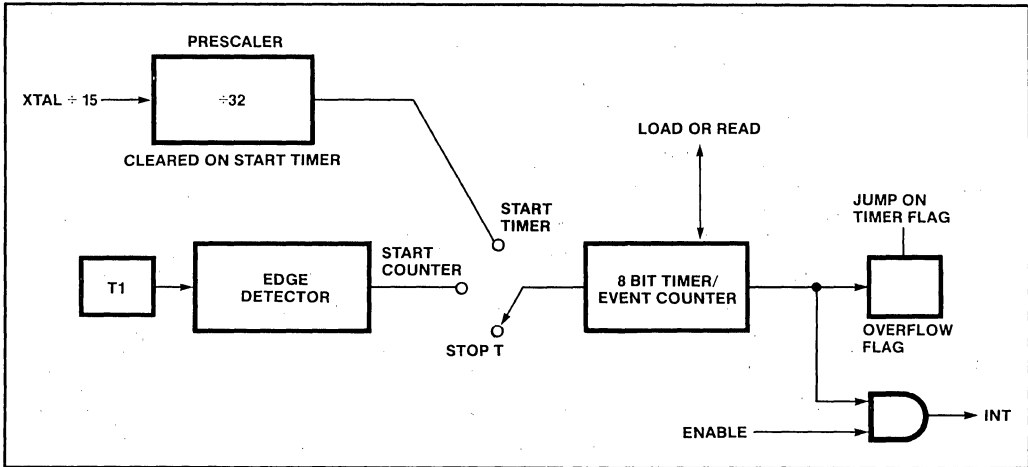 PRESCALER
XTAL ÷ 15
÷32
CLEARED ON START TIMER
LOAD OR READ
START
TIMER
JUMP ON
TIMER FLAG
T1
EDGE
DETECTOR
START
COUNTER
8 BIT TIMER/
EVENT COUNTER
STOP T
OVERFLOW
FLAG
ENABLE
INT